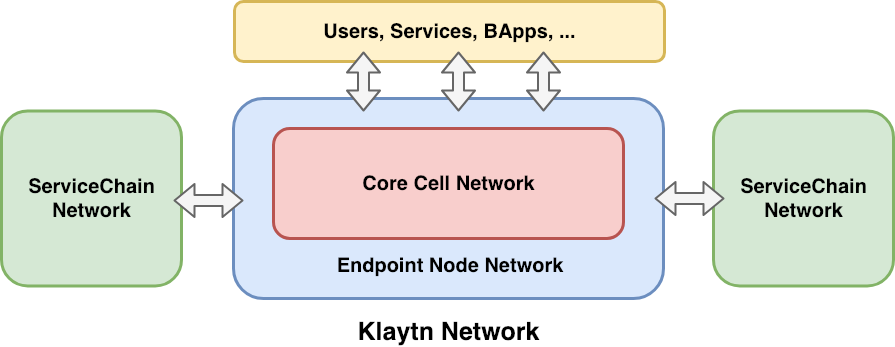 Users, Services, BApps, ...
ServiceChain
Network
Core Cell Network
ServiceChain
Network
Endpoint Node Network
Klaytn Network